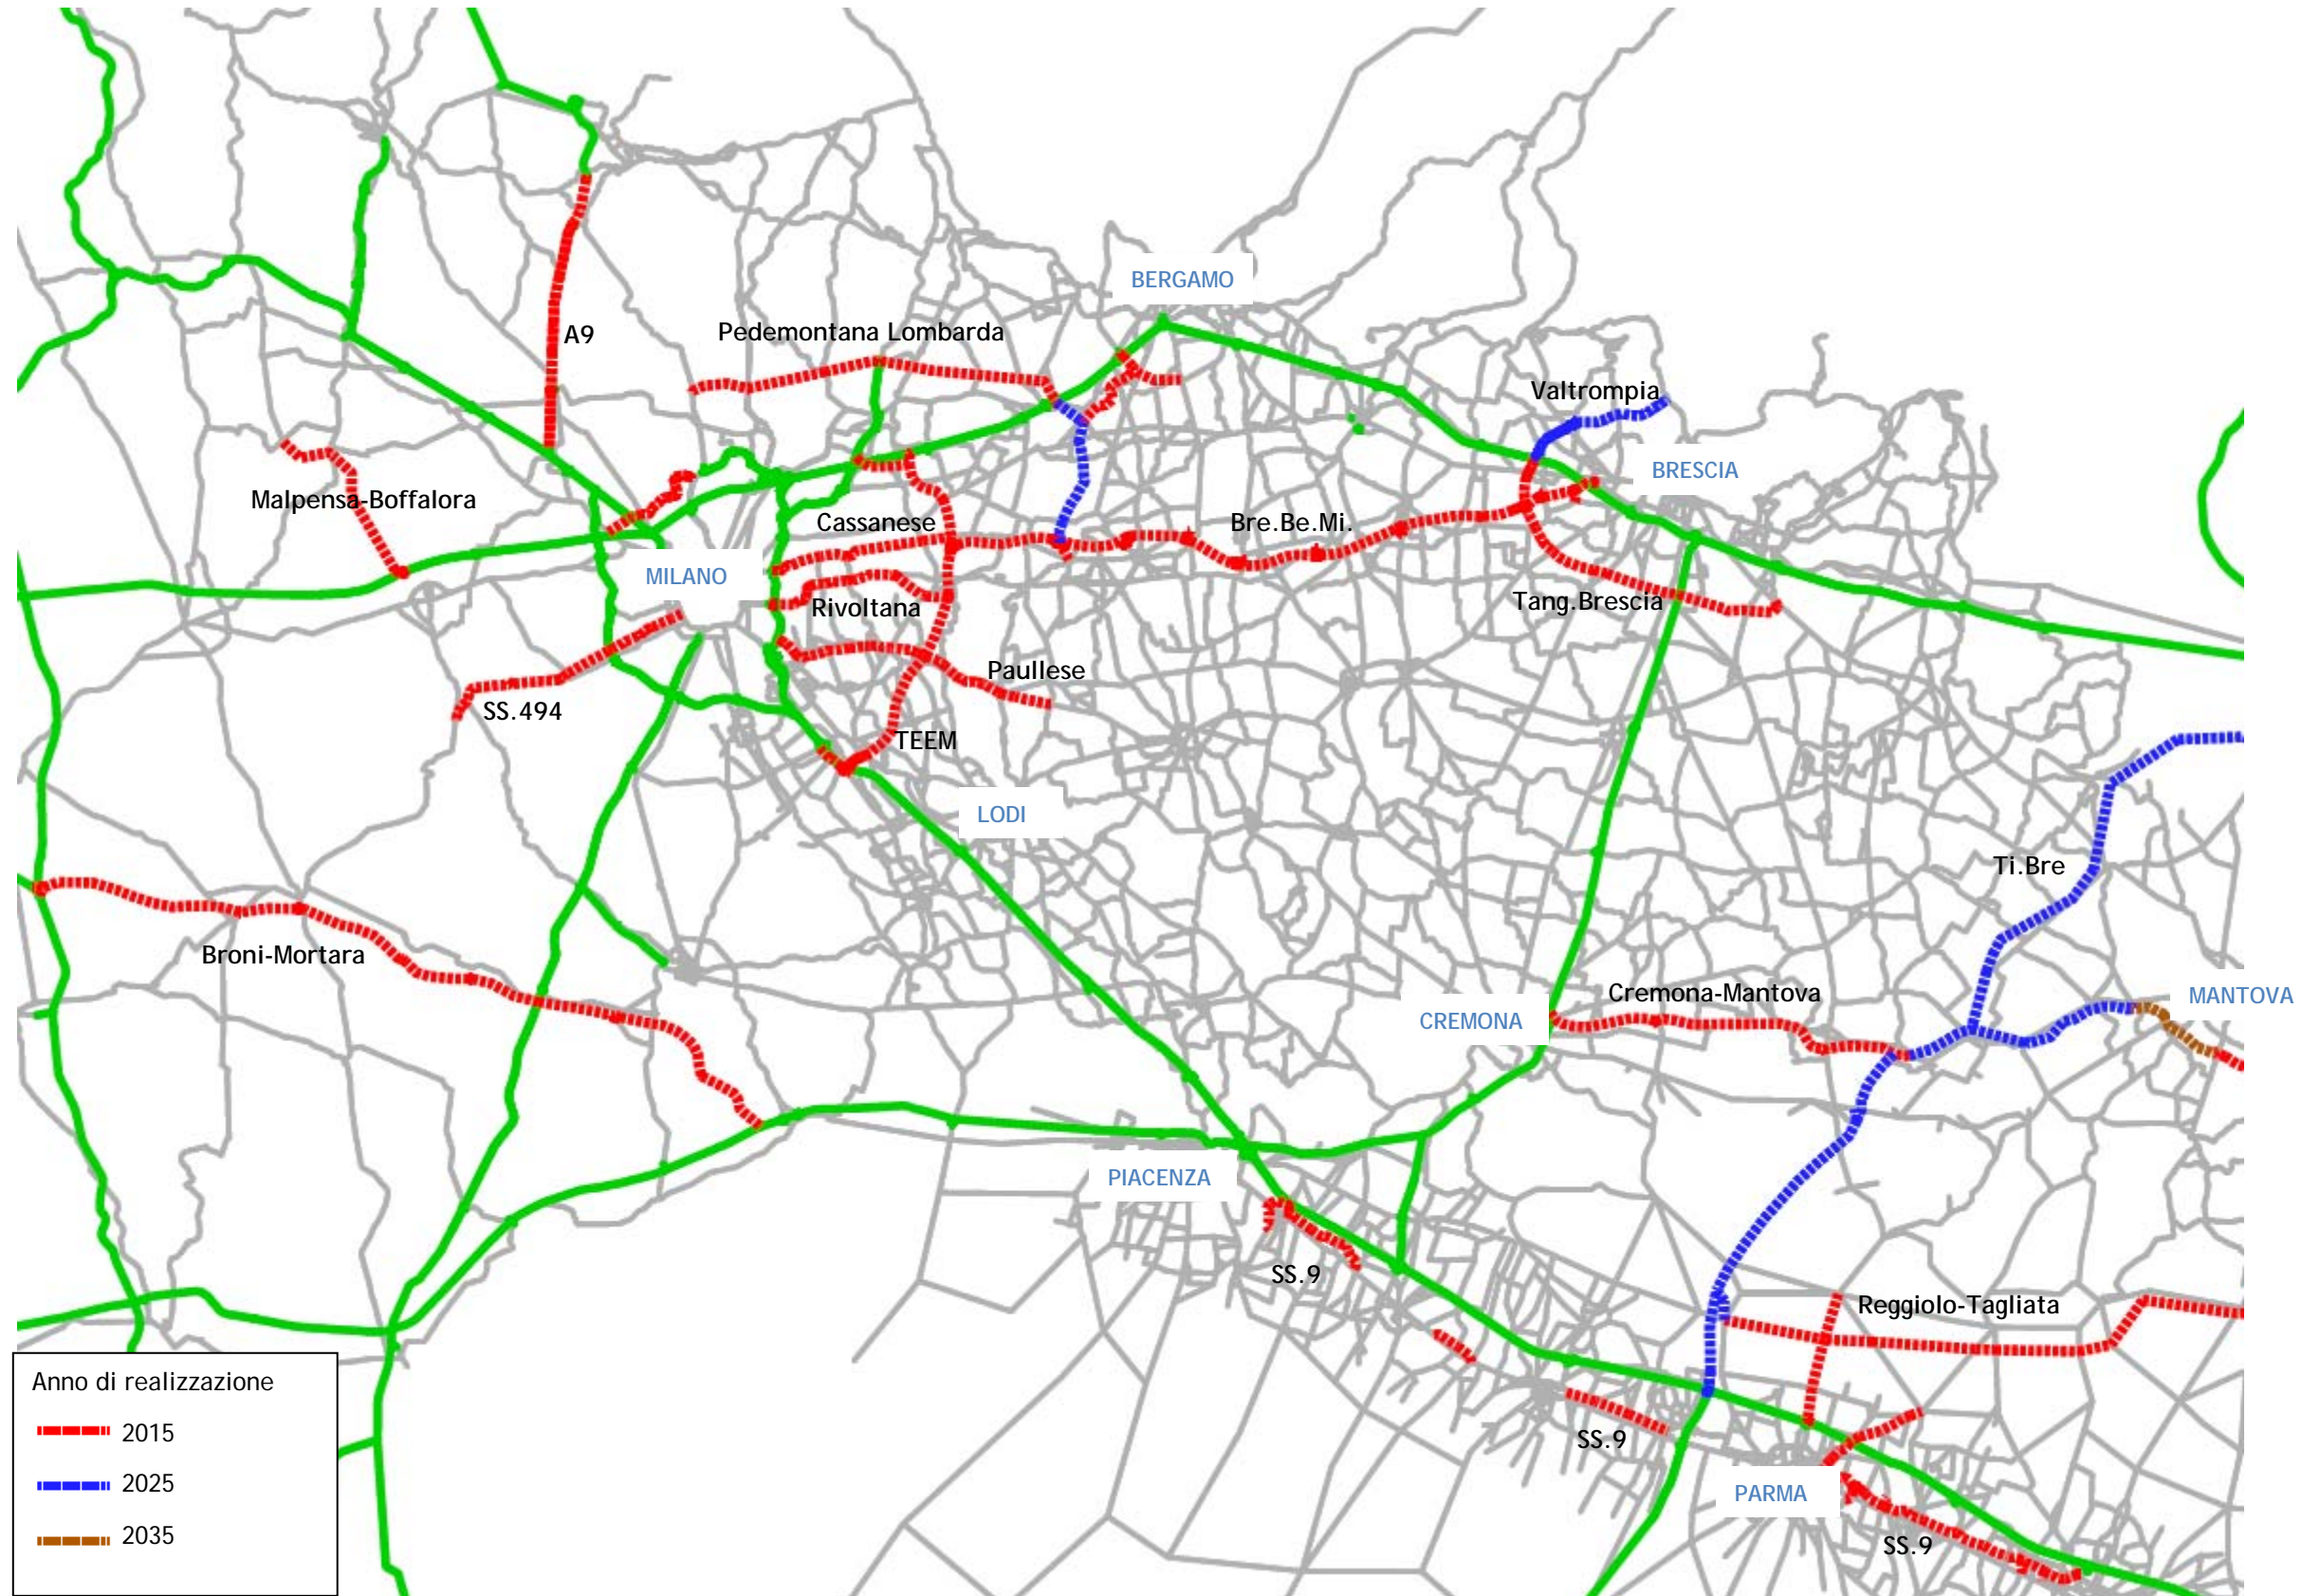 BERGAMO
Pedemontana Lombarda
A9
Valtrompia
BRESCIA
Malpensa-Boffalora
Cassanese
Bre.Be.Mi.
MILANO
Rivoltana
Tang.Brescia
Paullese
SS.494
TEEM
LODI
Ti.Bre
Broni-Mortara
Cremona-Mantova
MANTOVA
CREMONA
PIACENZA
SS.9
Reggiolo-Tagliata
SS.9
PARMA
SS.9
Anno di realizzazione
2015
2025
2035